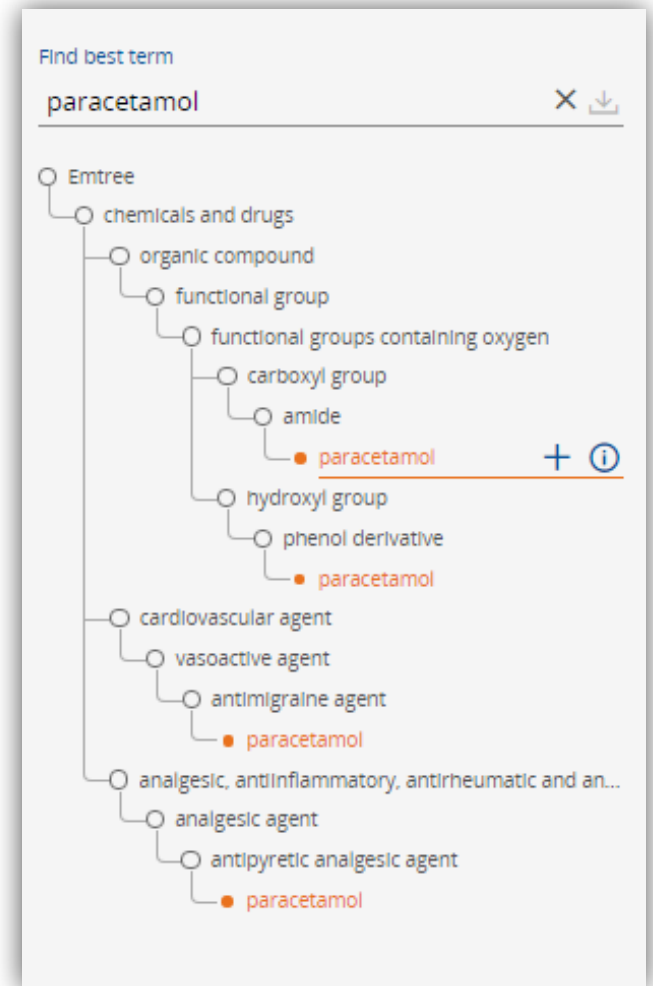 Find best term
paracetamol
Emtree
chemicals and drugs
organic compound
functional group
functional groups containing oxygen
carboxyl group
amide
paracetamol
hydroxyl group
phenol derivative
paracetamol
cardiovascular agent
vasoactive agent
antimigraine agent
paracetamol
analgesic, antiinflammatory, antirheumatic and an...
analgesic agent
antipyretic analgesic agent
paracetamol